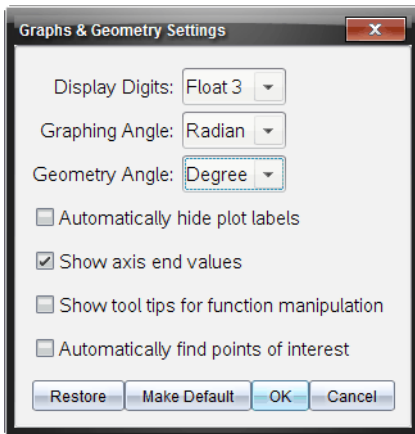 Graphs & Geometry Settings
X
Display Digits: Float 3
Graphing Angle: Radian
Geometry Angle: Degree
Automatically hide plot labels
Show axis end values
Show tool tips for function manipulation
Automatically find points of interest
Restore Make Default OK Cancel